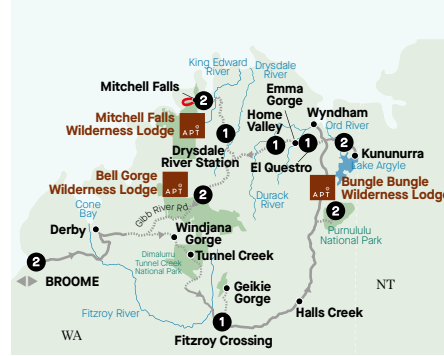 King Edward
River
Drysdale
River
Mitchell Falls
2
Emma
Gorge
Mitchell Falls
Wilderness Lodge
APT
Home
Valley
Wyndham
Ord River
1
1
1
2
Drysdale
River Station
El Questro
Kununurra
Lake Argyle
Bell Gorge
Wilderness Lodge
APT
2
Durack
River
APT
Bungle Bungle
Wilderness Lodge
2
Purnululu
National Park
Gibb River Rd
Cone
Bay
Derby
Windjana
Gorge
Tunnel Creek
Dimalurru
Tunnel Creek
National Park
2
BROOME
Geikie
Gorge
NT
Halls Creek
Fitzroy River
1
Fitzroy Crossing
WA